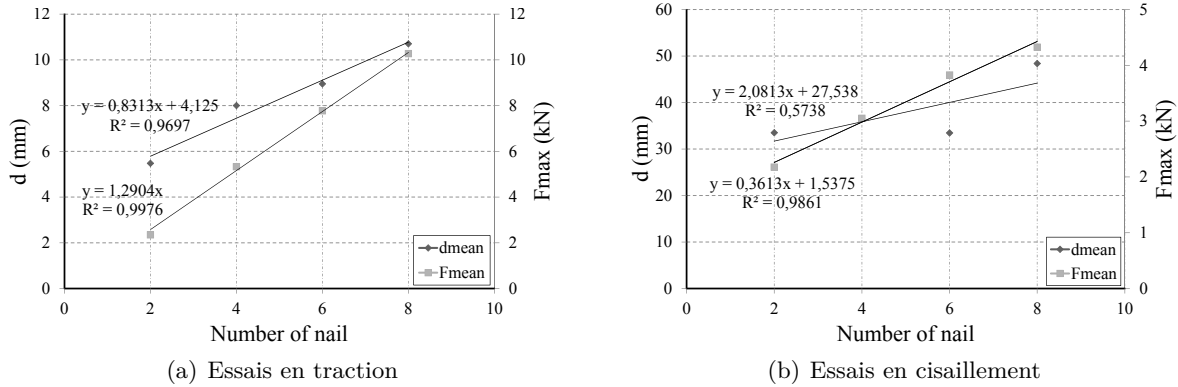 12
10
8
6
4
2
0
d (mm)
12
10
8
6
4
2
0
Fmax (kN)
y = 0,8313x + 4,125
R² = 0,9697
y = 1,2904x
R² = 0,9976
dmean
Fmean
0 2 4 6 8 10
Number of nail
(a) Essais en traction
60
50
40
30
20
10
0
d (mm)
5
4
3
2
1
0
Fmax (kN)
y = 2,0813x + 27,538
R² = 0,5738
y = 0,3613x + 1,5375
R² = 0,9861
dmean
Fmean
0 2 4 6 8 10
Number of nail
(b) Essais en cisaillement